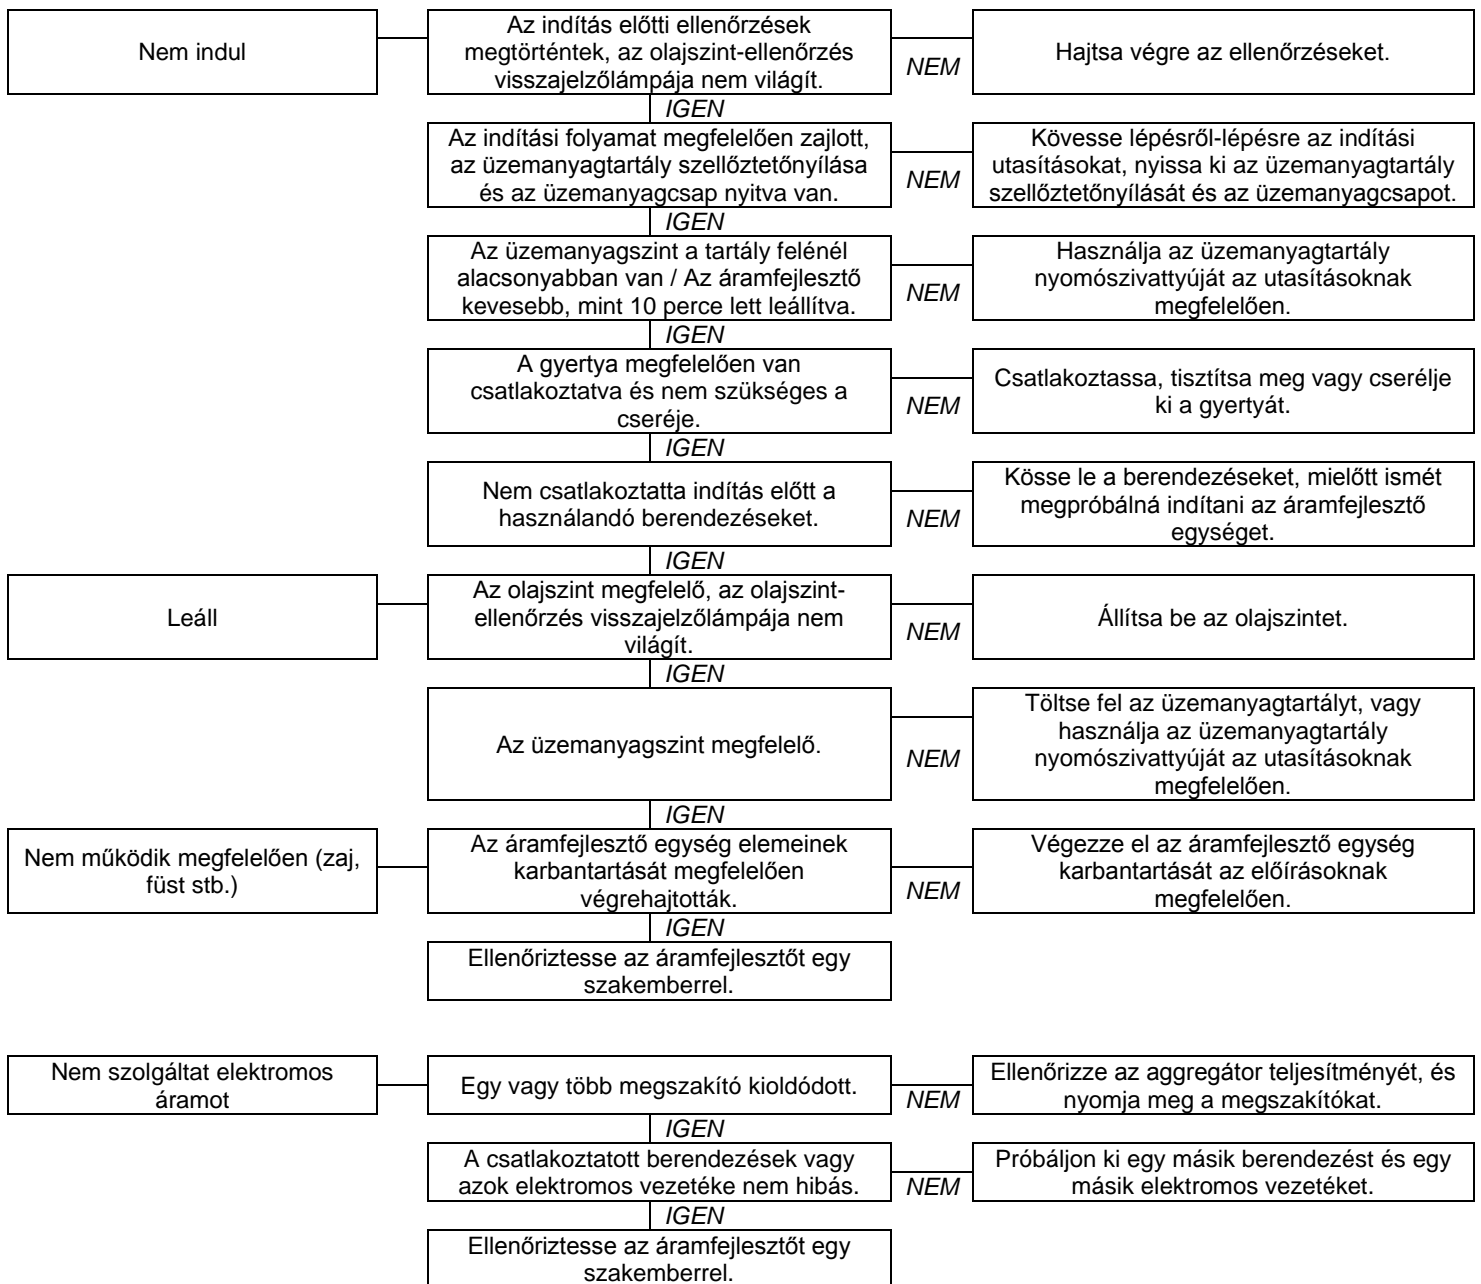 Nem indul
Az indítás előtti ellenőrzések
megtörténtek, az olajszint-ellenőrzés
visszajelzőlámpája nem világít.
NEM
Hajtsa végre az ellenőrzéseket.
IGEN
Az indítási folyamat megfelelően zajlott,
az üzemanyagtartály szellőztetőnyílása
és az üzemanyagcsap nyitva van.
NEM
Kövesse lépésről-lépésre az indítási
utasításokat, nyissa ki az üzemanyagtartály
szellőztetőnyílását és az üzemanyagcsapot.
IGEN
Az üzemanyagszint a tartály felénél
alacsonyabban van / Az áramfejlesztő
kevesebb, mint 10 perce lett leállítva.
NEM
Használja az üzemanyagtartály
nyomószivattyúját az utasításoknak
megfelelően.
IGEN
A gyertya megfelelően van
csatlakoztatva és nem szükséges a
cseréje.
NEM
Csatlakoztassa, tisztítsa meg vagy cserélje
ki a gyertyát.
IGEN
Nem csatlakoztatta indítás előtt a
használandó berendezéseket.
NEM
Kösse le a berendezéseket, mielőtt ismét
megpróbálná indítani az áramfejlesztő
egységet.
IGEN
Leáll
Az olajszint megfelelő, az olajszint-
ellenőrzés visszajelzőlámpája nem
világít.
NEM
Állítsa be az olajszintet.
IGEN
Az üzemanyagszint megfelelő.
NEM
Töltse fel az üzemanyagtartályt, vagy
használja az üzemanyagtartály
nyomószivattyúját az utasításoknak
megfelelően.
IGEN
Nem működik megfelelően (zaj,
füst stb.)
Az áramfejlesztő egység elemeinek
karbantartását megfelelően
végrehajtották.
NEM
Végezze el az áramfejlesztő egység
karbantartását az előírásoknak
megfelelően.
IGEN
Ellenőriztesse az áramfejlesztőt egy
szakemberrel.
Nem szolgáltat elektromos
áramot
Egy vagy több megszakító kioldódott.
NEM
Ellenőrizze az aggregátor teljesítményét, és
nyomja meg a megszakítókat.
IGEN
A csatlakoztatott berendezések vagy
azok elektromos vezetéke nem hibás.
NEM
Próbáljon ki egy másik berendezést és egy
másik elektromos vezetéket.
IGEN
Ellenőriztesse az áramfejlesztőt egy
szakemberrel.